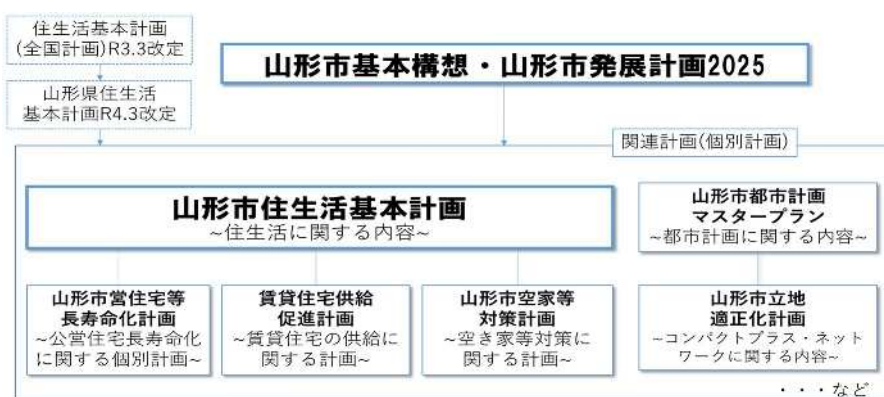 住生活基本計画
(全国計画)R3.3改定
山形県住生活
基本計画R4.3改定
山形市基本構想・山形市発展計画2025
関連計画(個別計画)
山形市住生活基本計画
~住生活に関する内容~
山形市都市計画
マスタープラン
~都市計画に関する内容~
山形市営住宅等
長寿命化計画
~公営住宅長寿命化
に関する個別計画~
賃貸住宅供給
促進計画
~賃貸住宅の供給に
関する計画~
山形市空家等
対策計画
~空き家等対策に
関する計画~
山形市立地
適正化計画
~コンパクトプラス・ネット
ワークに関する内容~
・・・など